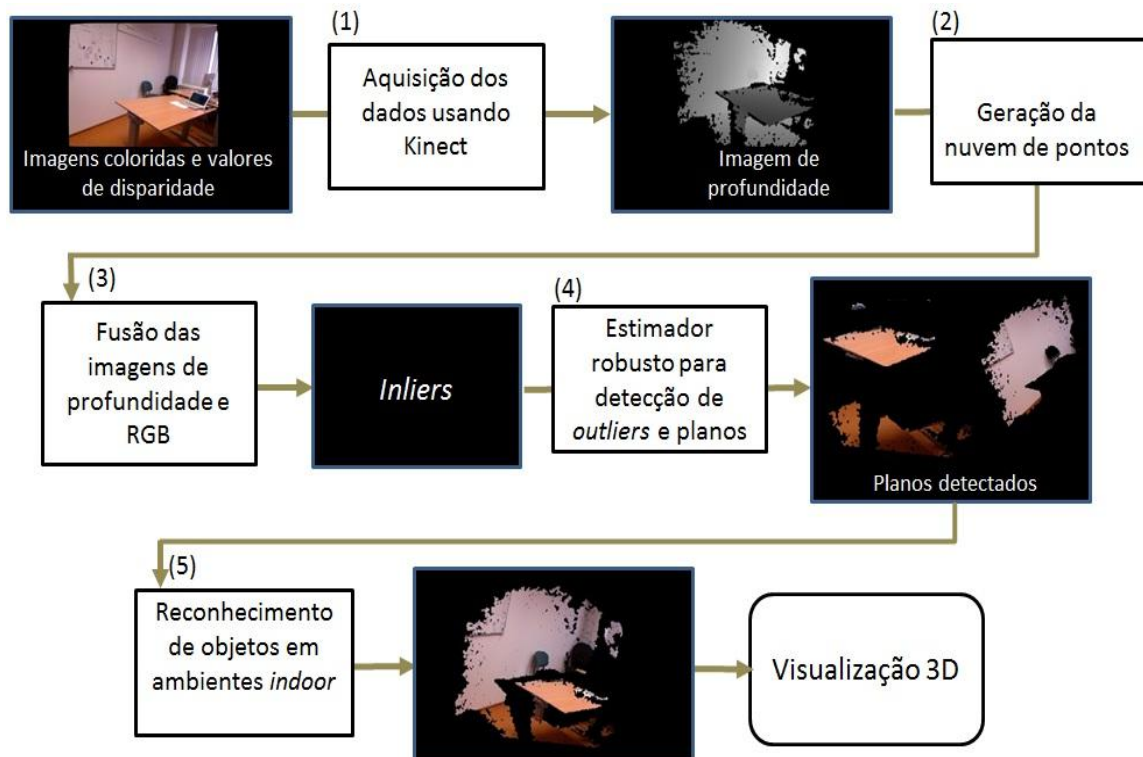 (1)
(2)
Imagens coloridas e valores
de disparidade
Aquisição dos
dados usando
Kinect
Imagem de
profundidade
Geração da
nuvem de pontos
(3)
Fusão das
imagens de
profundidade e
RGB
Inliers
(4)
Estimador
robusto para
detecção de
outliers e planos
Planos detectados
(5)
Reconhecimento
de objetos em
ambientes indoor
Visualização 3D